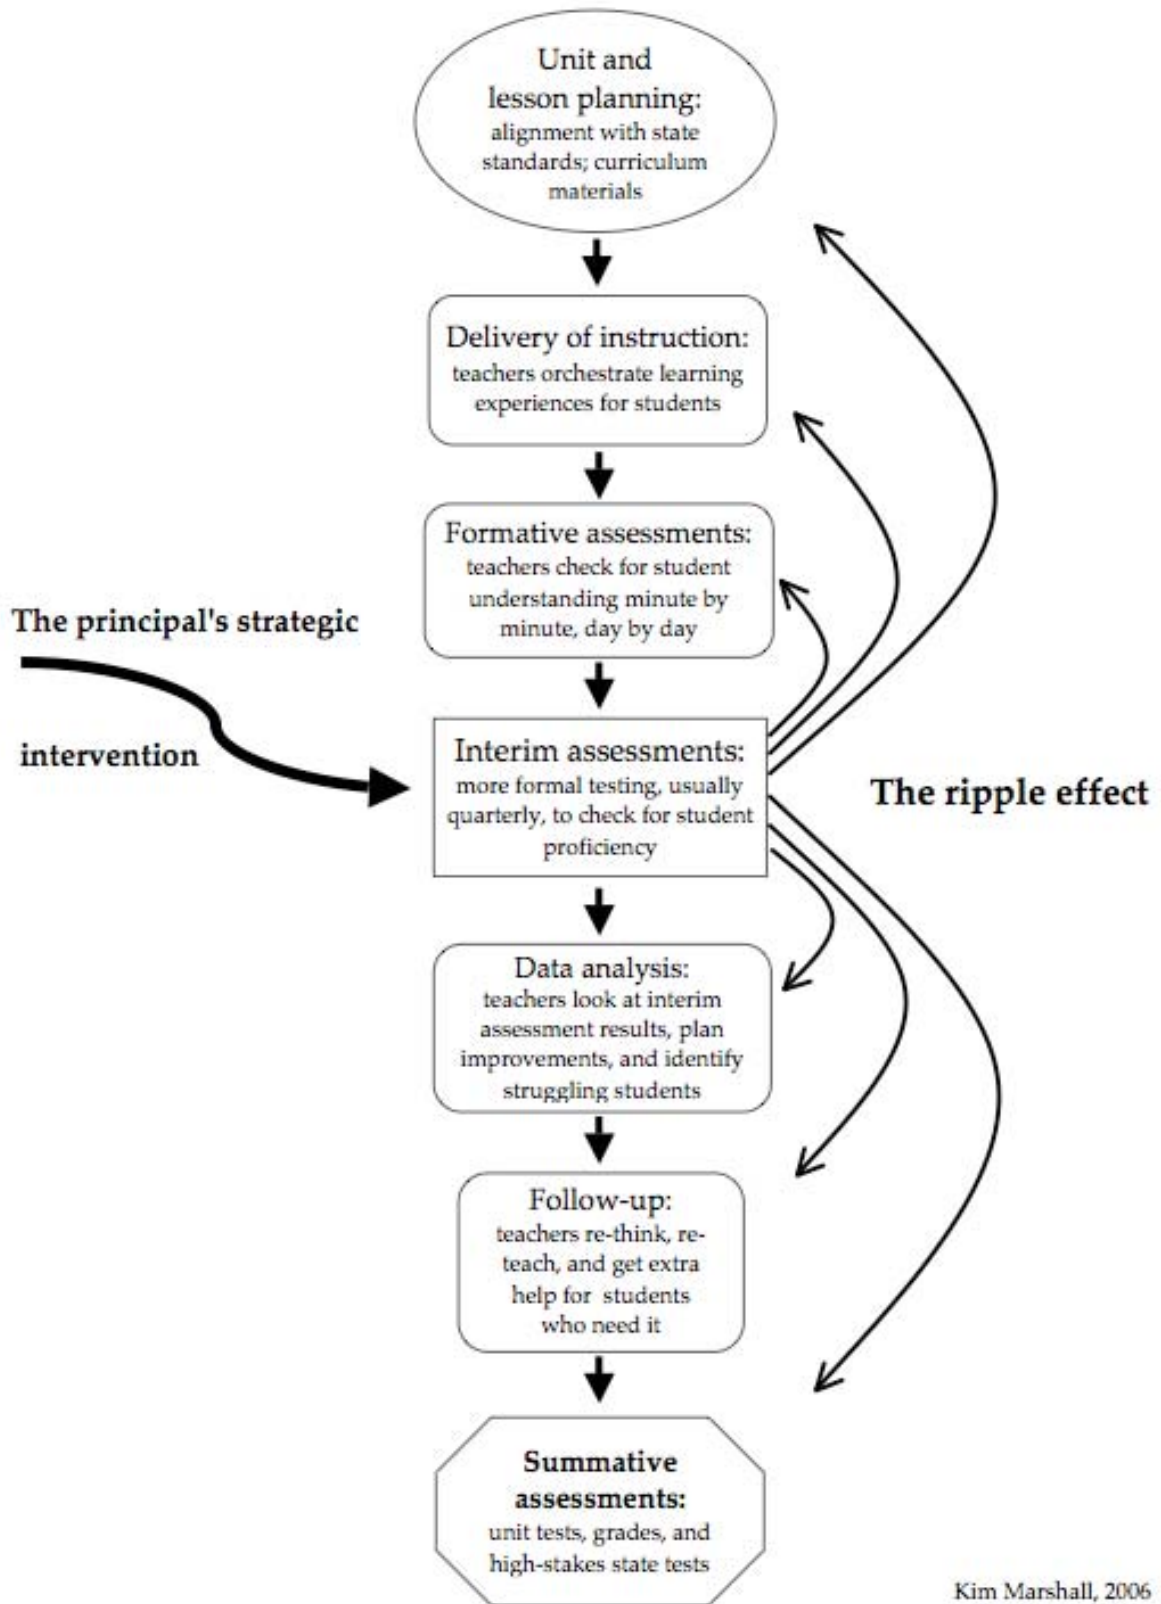 Unit and
lesson planning:
alignment with state
standards; curriculum
materials
Delivery of instruction:
teachers orchestrate learning
experiences for students
Formative assessments:
teachers check for student
understanding minute by
minute, day by day
The principal's strategic
intervention
Interim assessments:
more formal testing, usually
quarterly, to check for student
proficiency
The ripple effect
Data analysis:
teachers look at interim
assessment results, plan
improvements, and identify
struggling students
Follow-up:
teachers re-think, re-
teach, and get extra
help for students
who need it
Summative
assessments:
unit tests, grades, and
high-stakes state tests
Kim Marshall, 2006